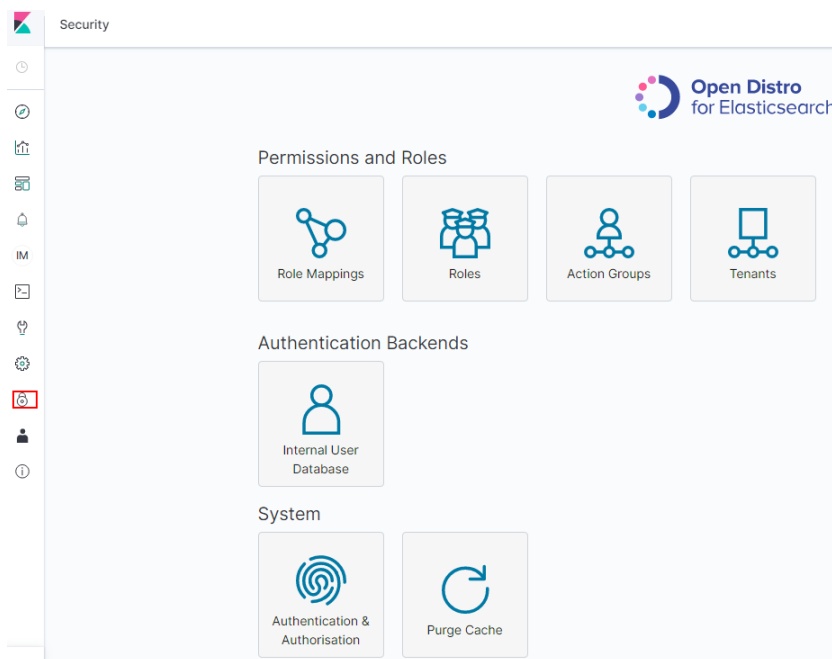 Security
Open Distro
for Elasticsearch
Permissions and Roles
Role Mappings
Roles
Action Groups
Tenants
IM
Authentication Backends
Internal User
Database
System
Authentication &
Authorisation
Purge Cache